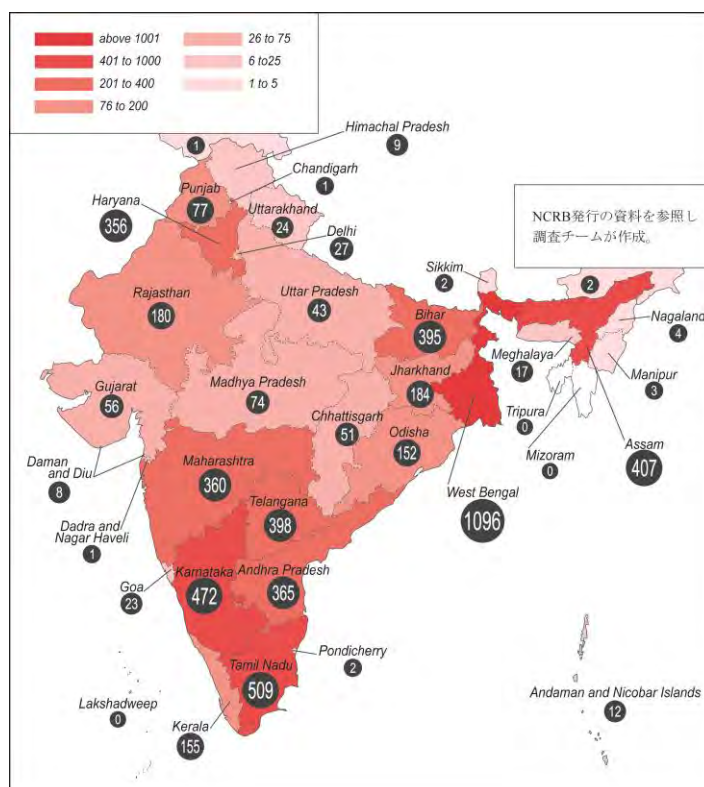 above 1001
401 to 1000
201 to 400
76 to 200
26 to 75
6 to25
1 to 5
1
Himachal Pradesh
9
Chandigarh
1
Punjab
77
Haryana
356
Uttarakhand
24
Delhi
27
NCRB発行の資料を参照し
調査チームが作成。
Sikkim
2
2
Rajasthan
180
Uttar Pradesh
43
Bihar
395
Nagaland
4
Meghalaya
17
Manipur
3
Jharkhand
184
Gujarat
56
Madhya Pradesh
74
Chhattisgarh
51
Tripura
0
Odisha
152
Mizoram
0
Assam
407
Daman
and Diu
8
Maharashtra
360
West Bengal
1096
Telangana
398
Dadra and
Nagar Haveli
1
Goa
23
Karnataka
472
Andhra Pradesh
365
Pondicherry
2
Tamil Nadu
509
Lakshadweep
0
Kerala
155
Andaman and Nicobar Islands
12